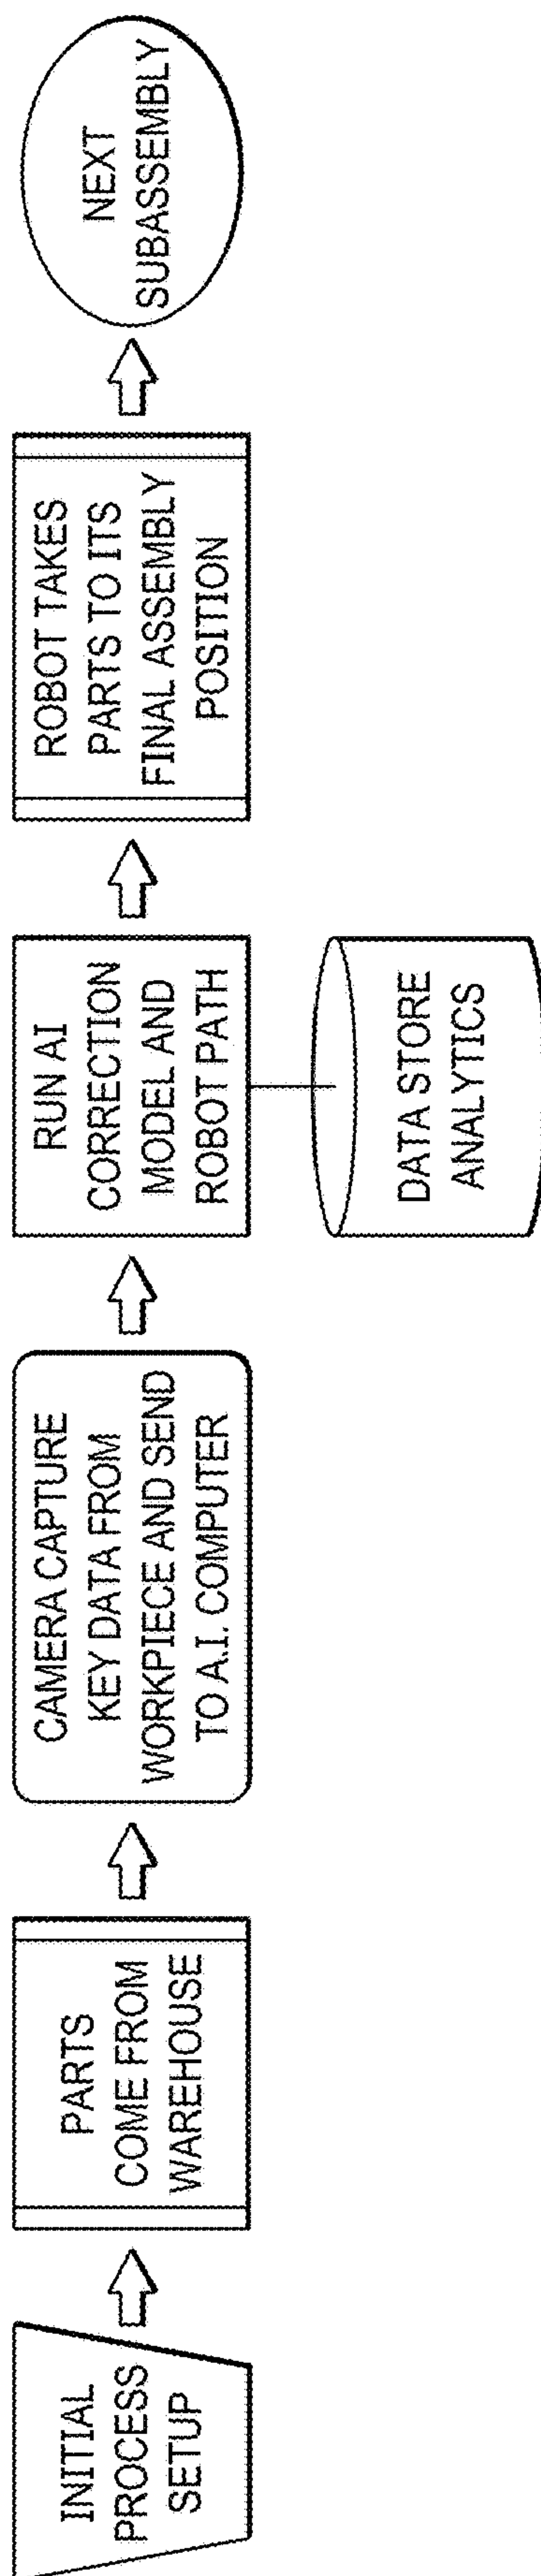 INITIAL
PROCESS
SETUP
PARTS
COME FROM
WAREHOUSE
CAMERA CAPTURE
KEY DATA FROM
WORKPIECE AND SEND
TO A.I. COMPUTER
RUN AI
CORRECTION
MODEL AND
ROBOT PATH
DATA STORE
ANALYTICS
ROBOT TAKES
PARTS TO ITS
FINAL ASSEMBLY
POSITION
NEXT
SUBASSEMBLY